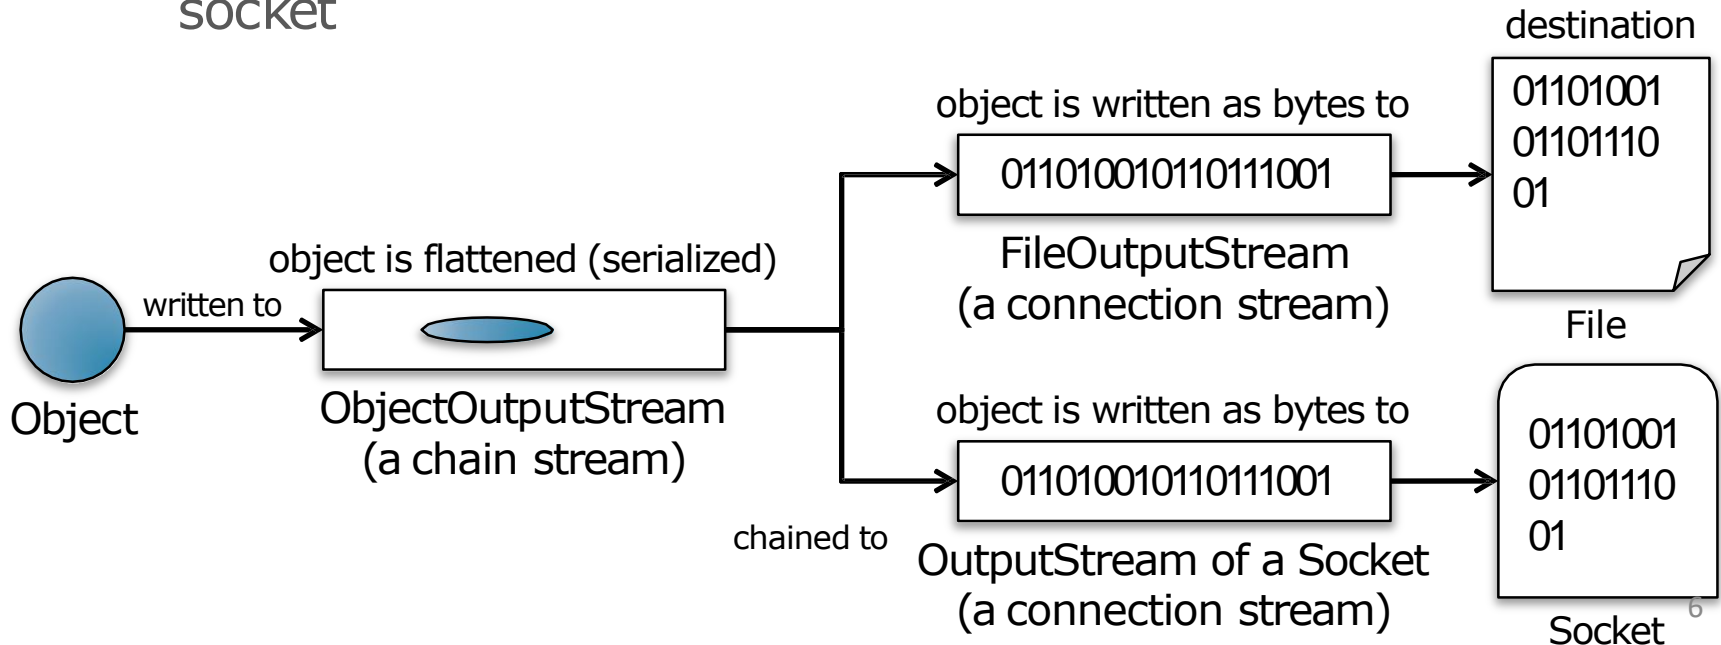 socket
destination
01101001
01101110
01
File
object is written as bytes to
011010010110111001
FileOutputStream
(a connection stream)
object is flattened (serialized)
written to
Object
ObjectOutputStream
(a chain stream)
object is written as bytes to
011010010110111001
chained to
OutputStream of a Socket
(a connection stream)
01101001
01101110
01
Socket
6